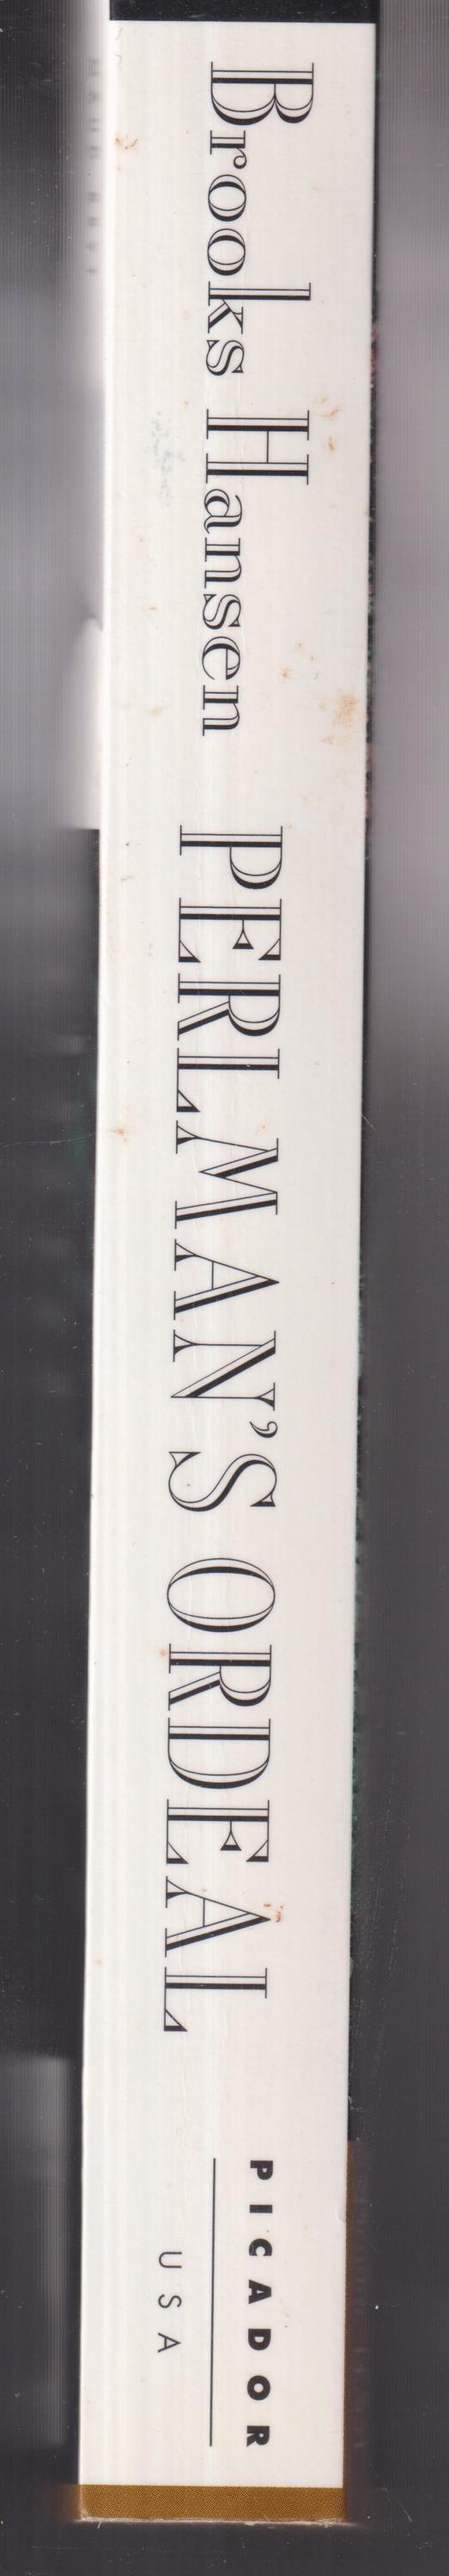 Brooks Hansen
PERLMAN'S ORDEAL
PICADOR
USA